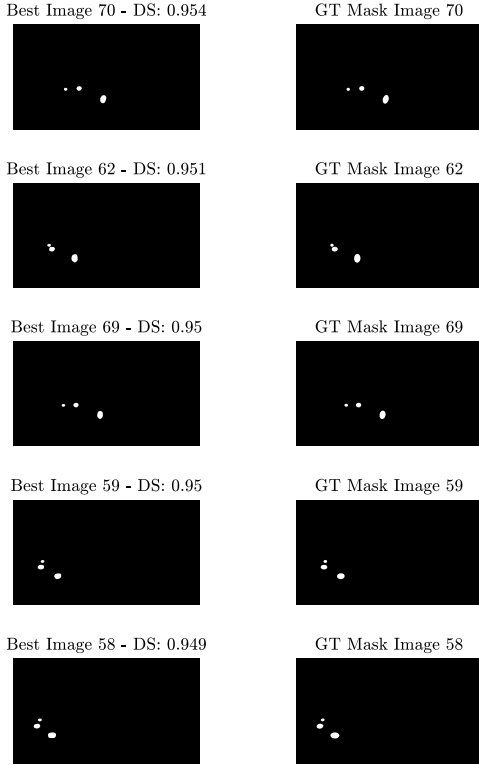 Best Image 70 - DS: 0.954
GT Mask Image 70
Best Image 62 - DS: 0.951
GT Mask Image 62
Best Image 69 - DS: 0.95
GT Mask Image 69
Best Image 59 - DS: 0.95
GT Mask Image 59
Best Image 58 - DS: 0.949
GT Mask Image 58